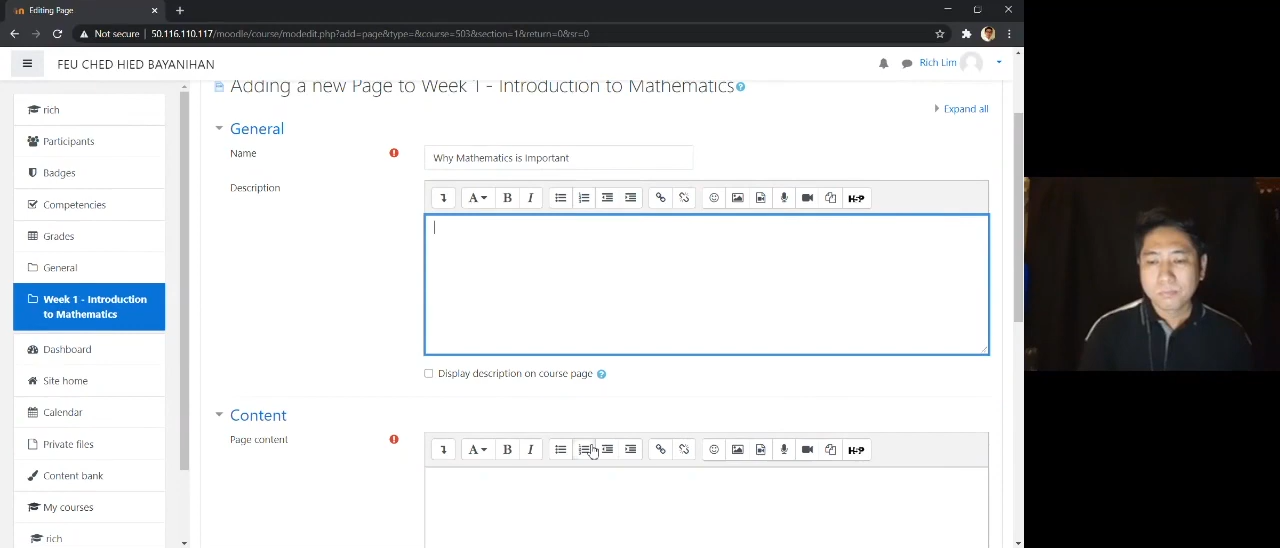 Editing Page
Not secure
50.116.110.117/moodle/course/modedit.php?add=page&type=&course=503&section=1&return=0&sr=0
FEU CHED HIED BAYANIHAN
Rich Lim
rich
Participants
Badges
Competencies
Grades
General
Week 1 - Introduction
to Mathematics
Dashboard
Site home
Calendar
Private files
Content bank
My courses
rich
Adding a new Page to Week 1 - Introduction to Mathematics
Expand all
General
Name
Why Mathematics is Important
Description
A B I
H5P
Display description on course page
Content
Page content
A B I
H5P